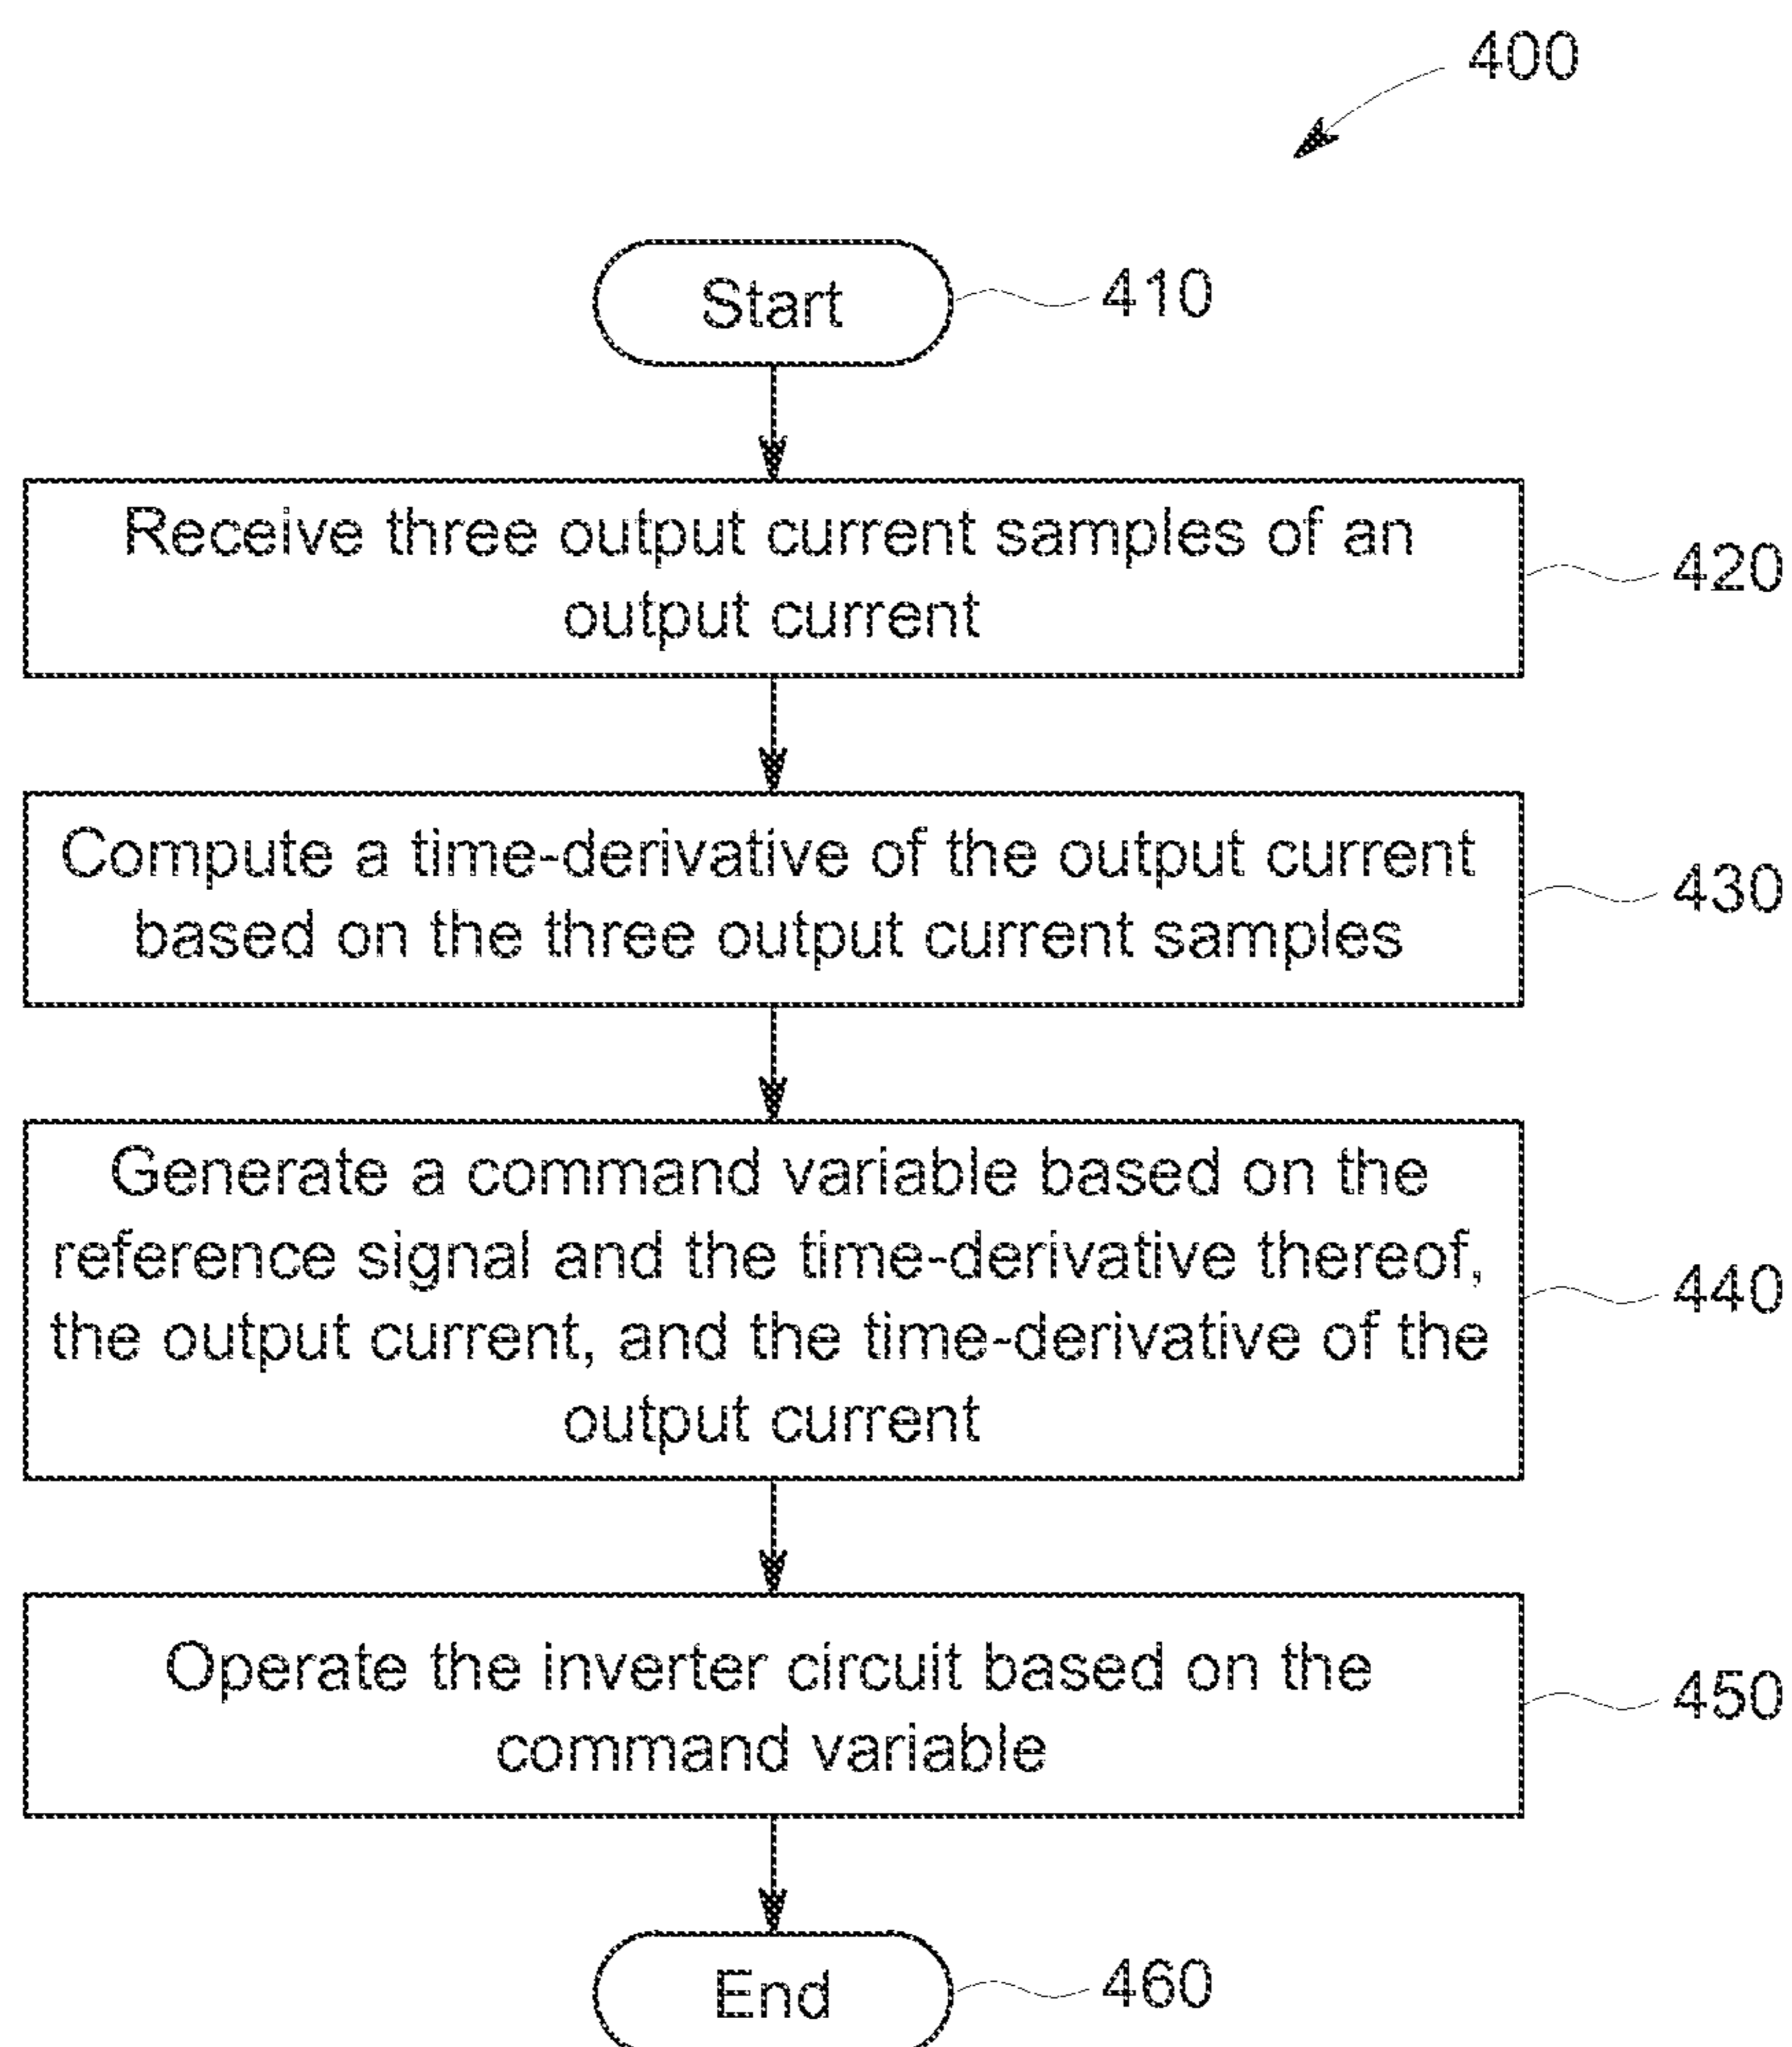 400
Start
410
Receive three output current samples of an
output current
420
Compute a time-derivative of the output current
based on the three output current samples
430
Generate a command variable based on the
reference signal and the time-derivative thereof,
the output current, and the time-derivative of the
output current
440
Operate the inverter circuit based on the
command variable
450
End
460